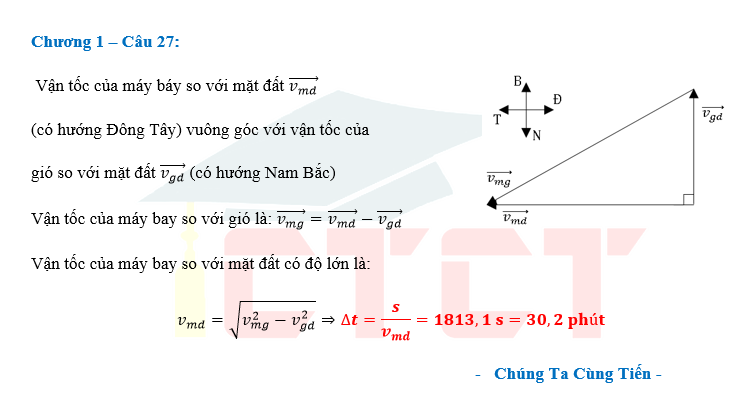 Chương 1 – Câu 27:
Vận tốc của máy báy so với mặt đất $\overrightarrow{v_{md}}$
(có hướng Đông Tây) vuông góc với vận tốc của
gió so với mặt đất $\overrightarrow{v_{gd}}$ (có hướng Nam Bắc)
Vận tốc của máy bay so với gió là: $\overrightarrow{v_{mg}} = \overrightarrow{v_{md}} - \overrightarrow{v_{gd}}$
Vận tốc của máy bay so với mặt đất có độ lớn là:
$v_{md} = \sqrt{v_{mg}^2 - v_{gd}^2} \Rightarrow \Delta t = \frac{s}{v_{md}} = 1813,1 \text{ s} = 30,2 \text{ phút}$
B
Đ
T
N
$\overrightarrow{v_{gd}}$
$\overrightarrow{v_{mg}}$
$\overrightarrow{v_{md}}$
CTCT
- Chúng Ta Cùng Tiến -